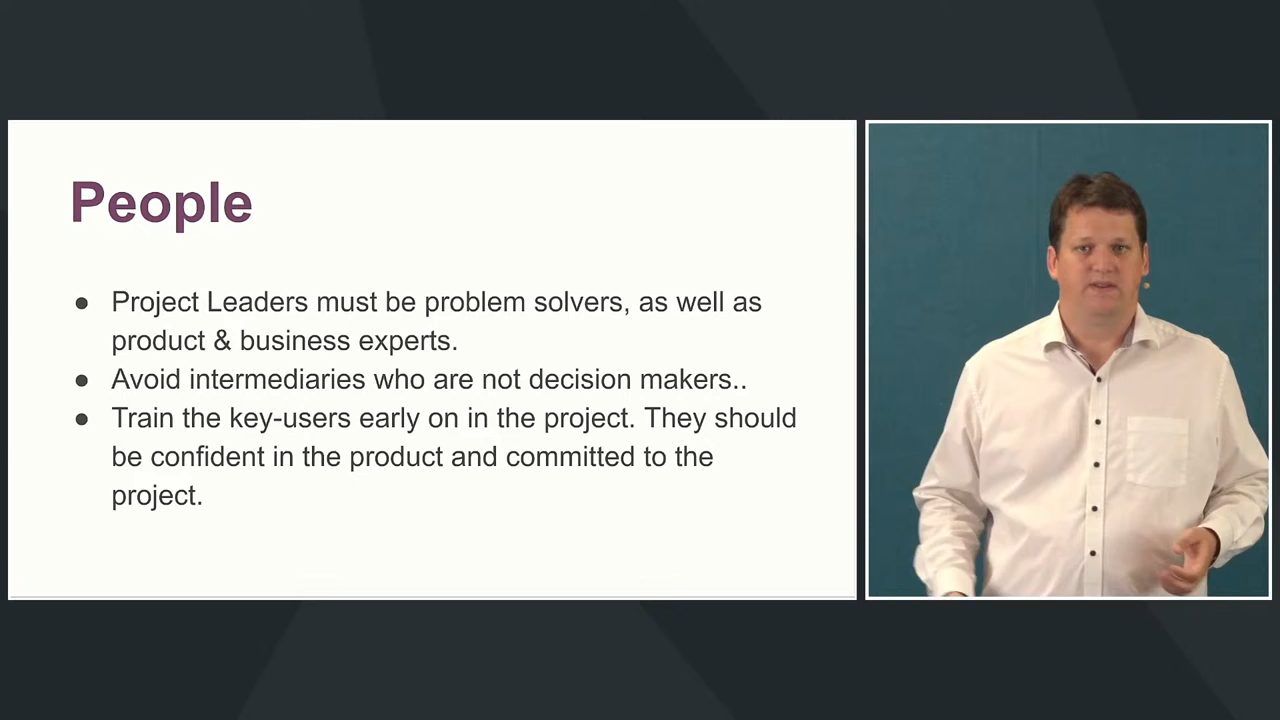 People
● Project Leaders must be problem solvers, as well as
product & business experts.
● Avoid intermediaries who are not decision makers..
● Train the key-users early on in the project. They should
be confident in the product and committed to the
project.